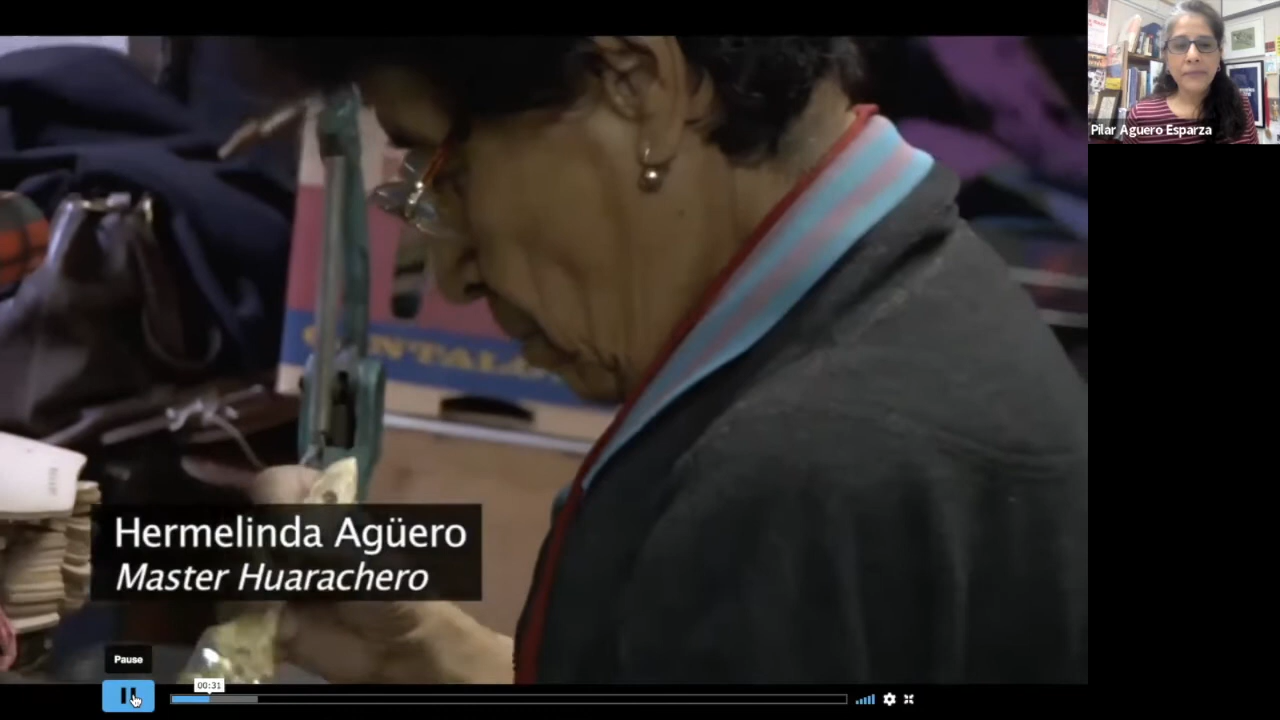 Pilar Aguero Esparza
Hermelinda Agüero
Master Huarachero
Pause
00:31